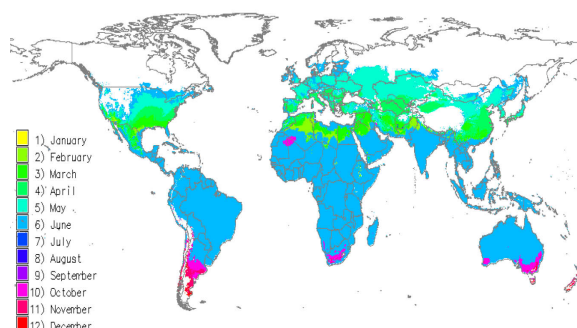 1) January
2) February
3) March
4) April
5) May
6) June
7) July
8) August
9) September
10) October
11) November
12) December